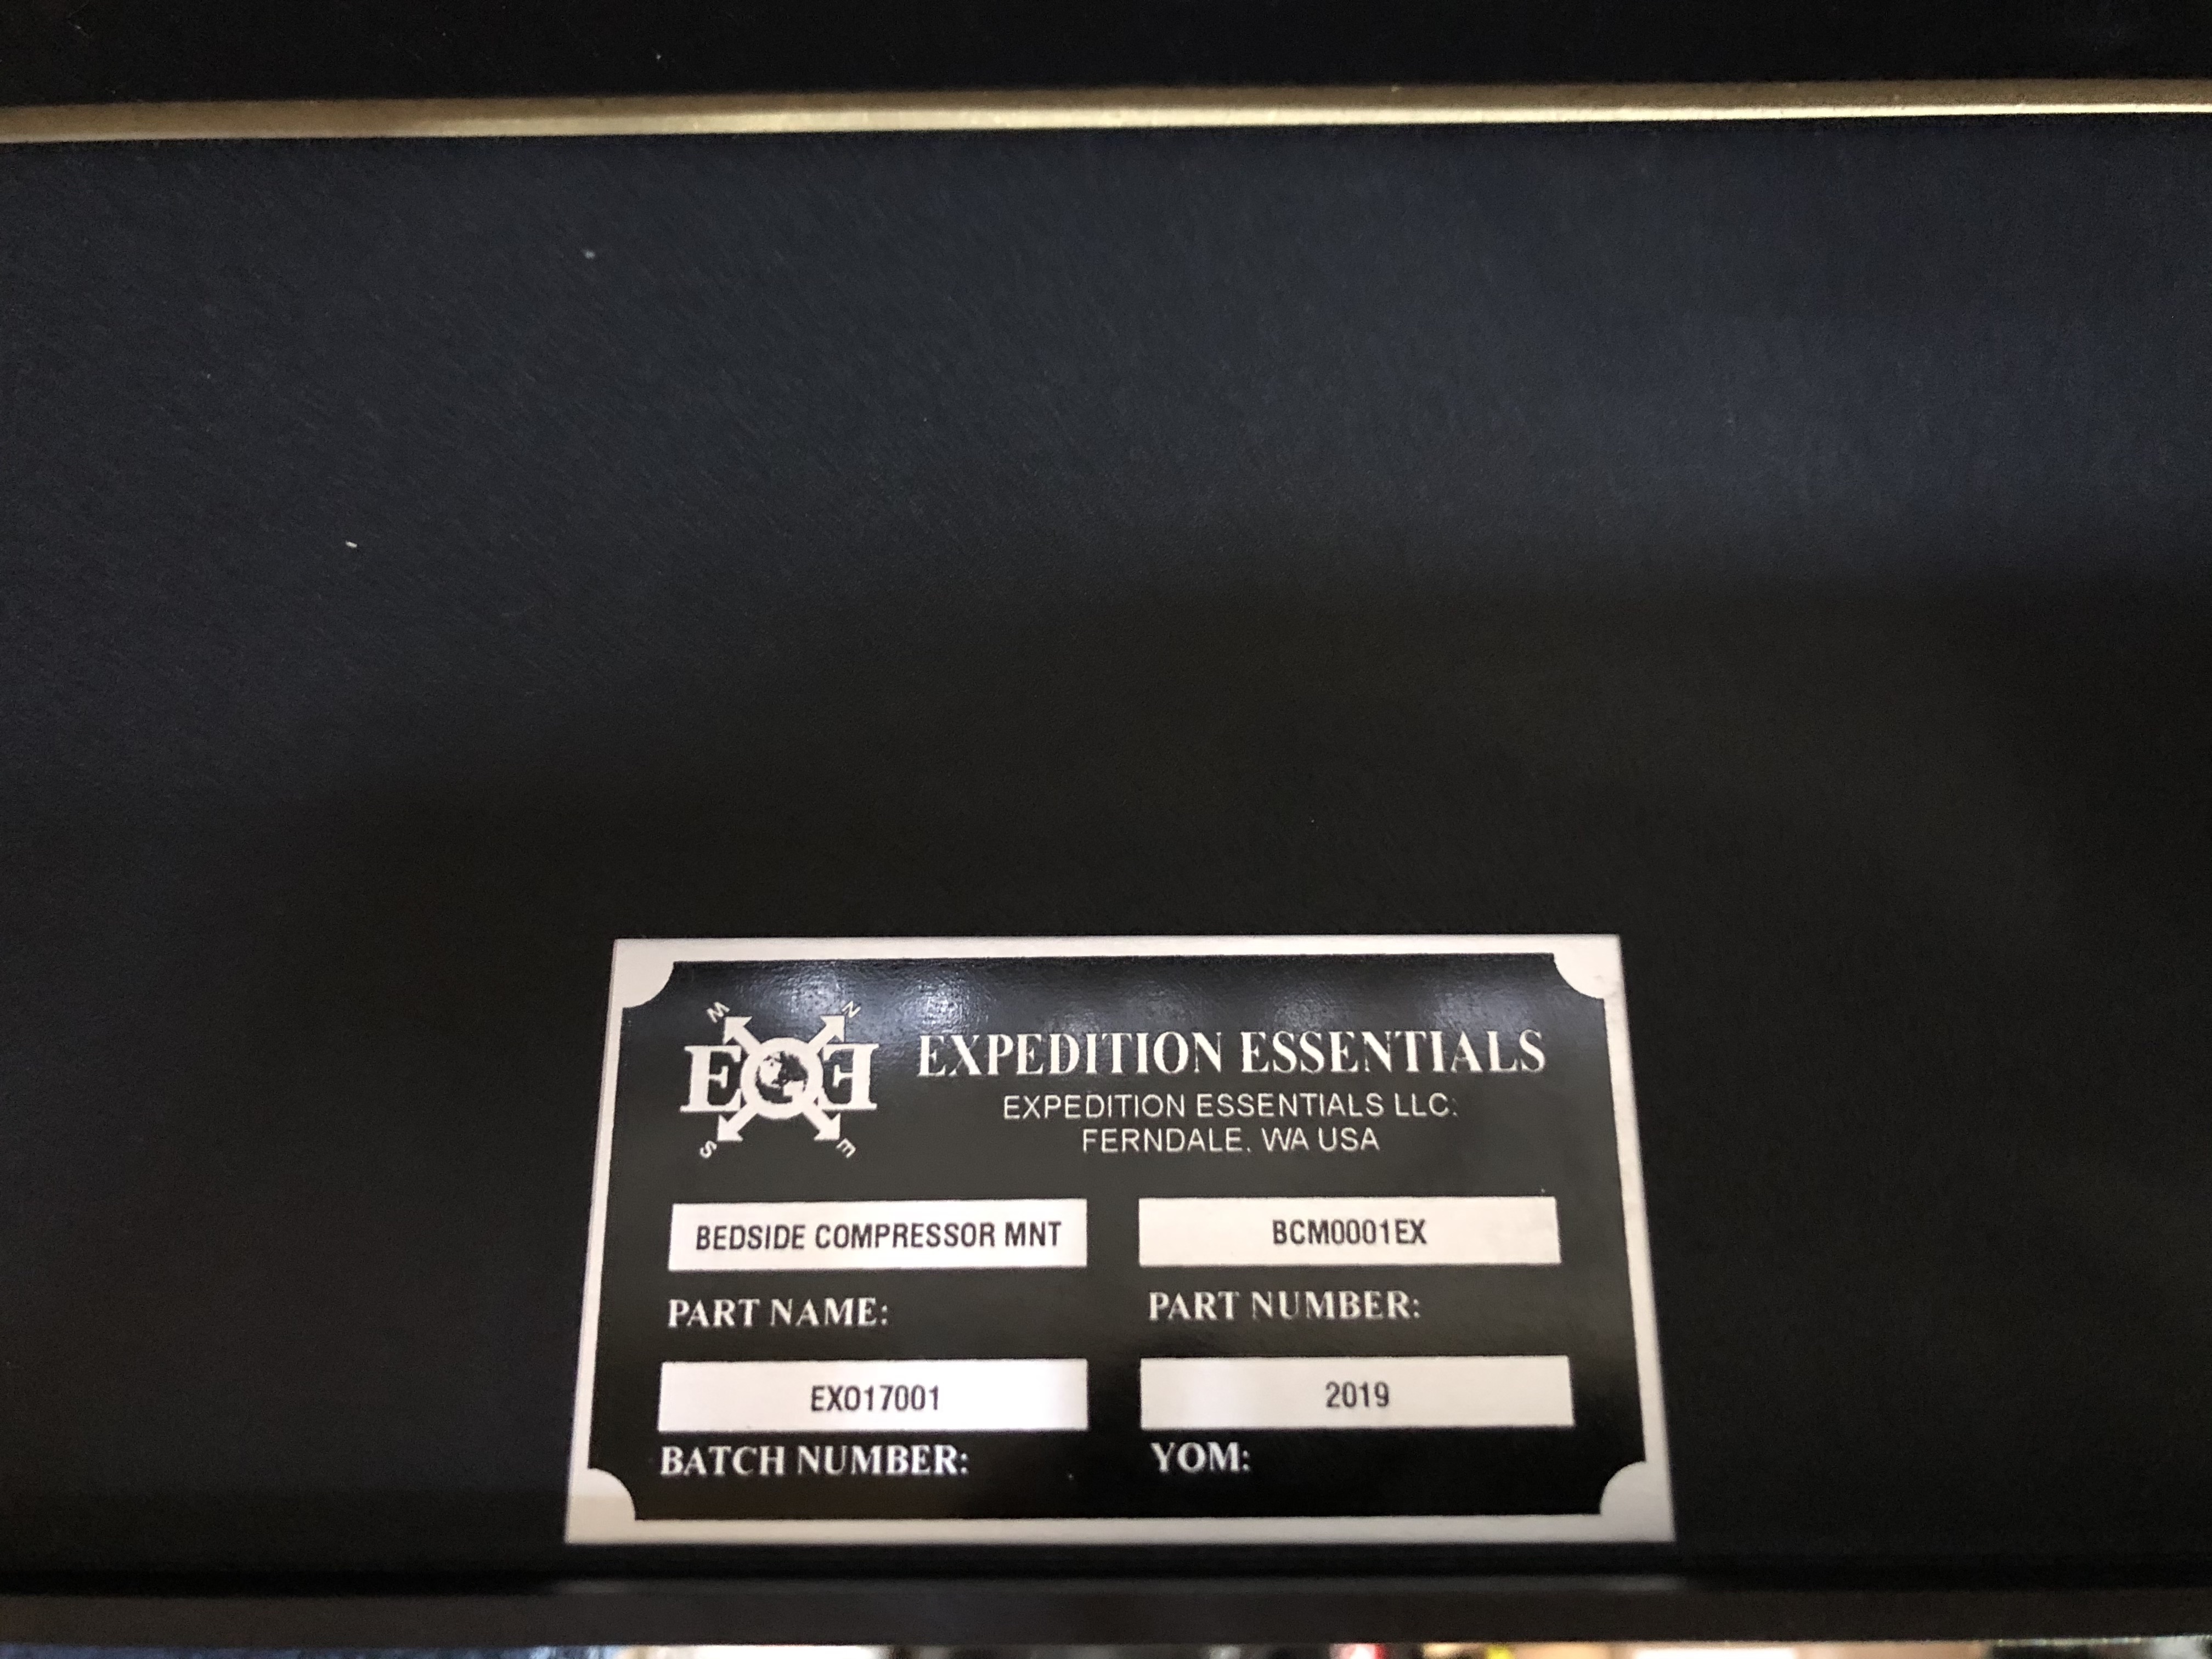 W N
EE
S E
EXPEDITION ESSENTIALS
EXPEDITION ESSENTIALS LLC.
FERNDALE, WA USA
BEDSIDE COMPRESSOR MNT
BCM0001EX
PART NAME:
PART NUMBER:
EX017001
2019
BATCH NUMBER:
YOM: